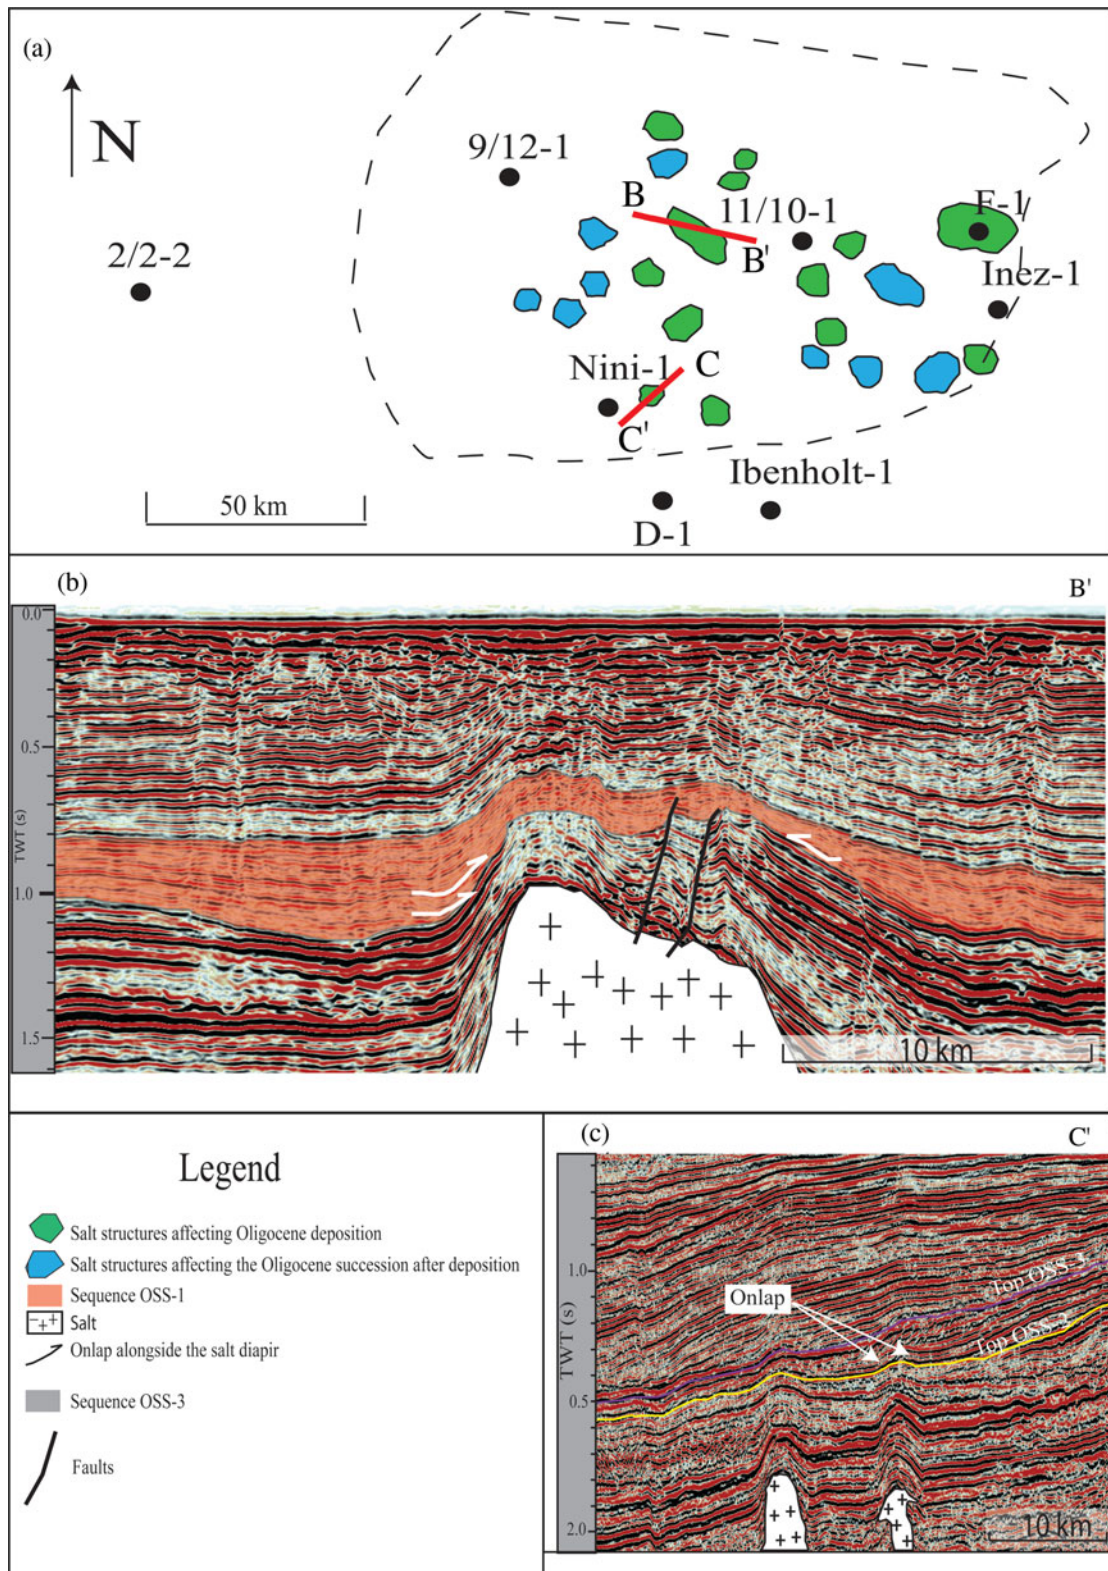 (a)
N
9/12-1
2/2-2
B
11/10-1
B'
F-1
Inez-1
Nini-1
C
C'
Ibenholt-1
D-1
50 km
(b)
B'
0.0
0.5
TWT (s)
1.0
1.5
10 km
Legend
Salt structures affecting Oligocene deposition
Salt structures affecting the Oligocene succession after deposition
Sequence OSS-1
Salt
Onlap alongside the salt diapir
Sequence OSS-3
Faults
(c)
C'
1.0
TWT (s)
0.5
2.0
Onlap
Top OSS-3
Top OSS-2
10 km